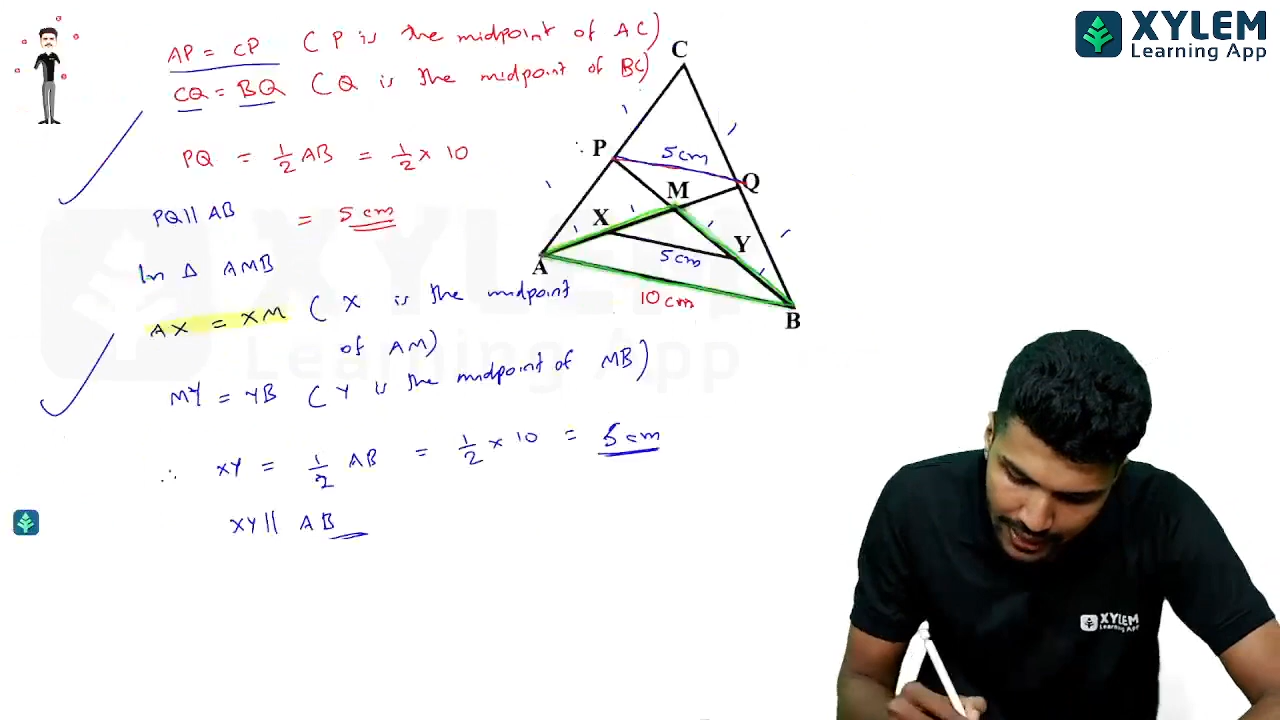 AP = CP ( P is the midpoint of AC)
CQ = BQ ( Q is the midpoint of BC)
PQ = 1/2 AB = 1/2 × 10
PQ || AB = 5 cm
In Δ AMB
AX = XM ( X is the midpoint
of AM)
MY = YB ( Y is the midpoint of MB)
∴ XY = 1/2 AB = 1/2 × 10 = 5 cm
XY || AB
C
P
5cm
Q
M
X
Y
5cm
A
10cm
B
XYLEM
Learning App
XYLEM
Learning App
Learning App